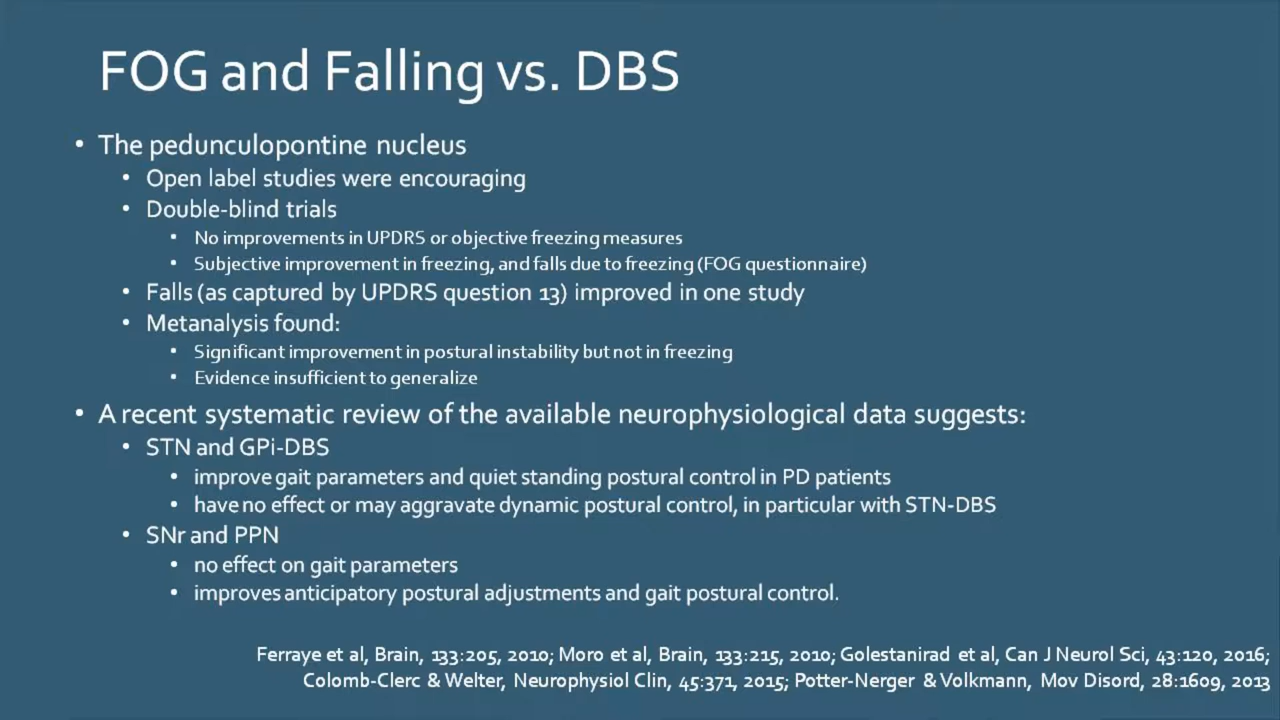 FOG and Falling vs. DBS
• The pedunculopontine nucleus
• Open label studies were encouraging
• Double-blind trials
• No improvements in UPDRS or objective freezing measures
• Subjective improvement in freezing, and falls due to freezing (FOG questionnaire)
• Falls (as captured by UPDRS question 13) improved in one study
• Metanalysis found:
• Significant improvement in postural instability but not in freezing
• Evidence insufficient to generalize
• A recent systematic review of the available neurophysiological data suggests:
• STN and GPi-DBS
• improve gait parameters and quiet standing postural control in PD patients
• have no effect or may aggravate dynamic postural control, in particular with STN-DBS
• SNr and PPN
• no effect on gait parameters
• improves anticipatory postural adjustments and gait postural control.
Ferraye et al, Brain, 133:205, 2010; Moro et al, Brain, 133:215, 2010; Golestanirad et al, Can J Neurol Sci, 43:120, 2016;
Colomb-Clerc & Welter, Neurophysiol Clin, 45:371, 2015; Potter-Nerger & Volkmann, Mov Disord, 28:1609, 2013